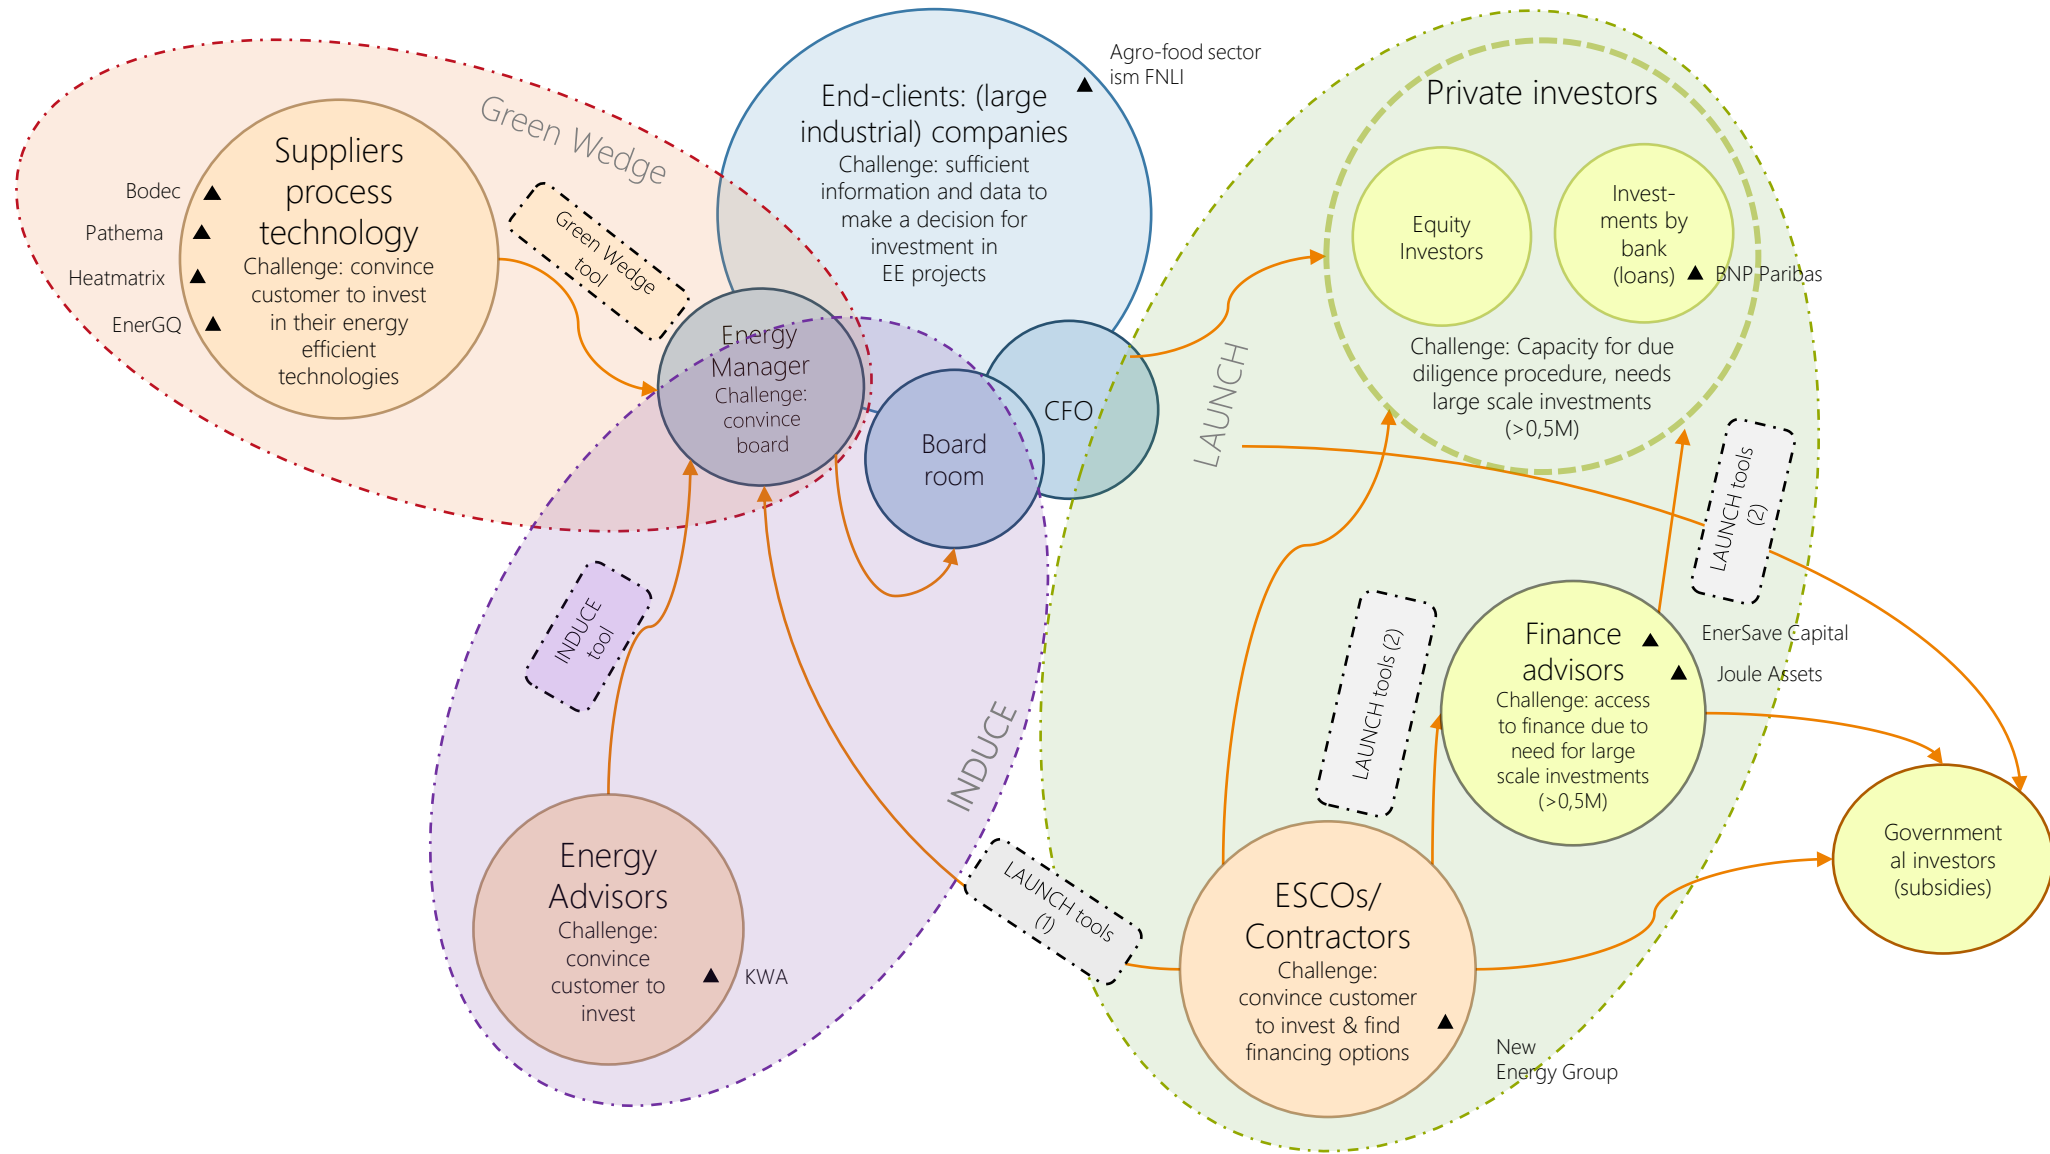 Green Wedge
Suppliers
process
technology
Challenge: convince
customer to invest
in their energy
efficient
technologies
Bodec
Pathema
Heatmatrix
EnerGQ
Green Wedge
tool
End-clients: (large
industrial) companies
Challenge: sufficient
information and data to
make a decision for
investment in
EE projects
Agro-food sector
ism FNLI
Energy
Manager
Challenge:
convince
board
Board
room
CFO
LAUNCH
Private investors
Equity
Investors
Invest-
ments by
bank
(loans)
BNP Paribas
Challenge: Capacity for due
diligence procedure, needs
large scale investments
(>0,5M)
LAUNCH tools
(2)
INDUCE
tool
INDUCE
LAUNCH tools (2)
Finance
advisors
Challenge: access
to finance due to
need for large
scale investments
(>0,5M)
EnerSave Capital
Joule Assets
Energy
Advisors
Challenge:
convince
customer to
invest
KWA
LAUNCH tools
(1)
ESCOs/
Contractors
Challenge:
convince customer
to invest & find
financing options
New
Energy Group
Government
al investors
(subsidies)